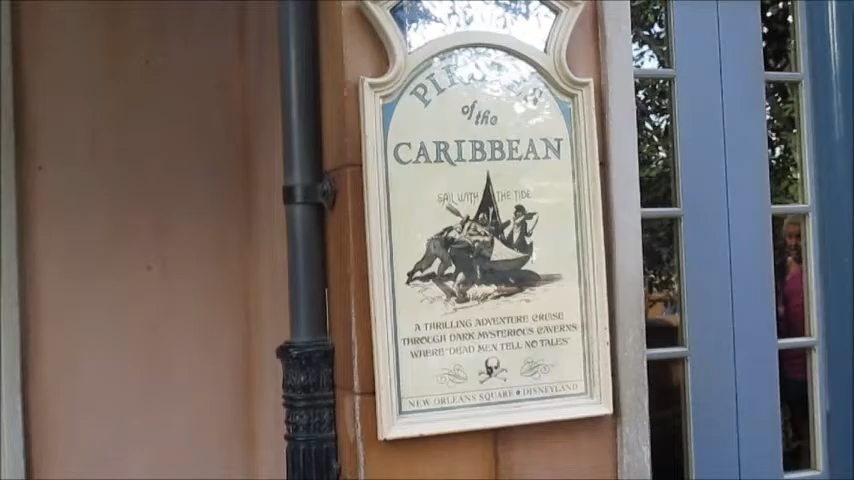 PIRATES
of the
CARIBBEAN
SAIL WITH THE TIDE
A THRILLING ADVENTURE CRUISE
THROUGH DARK MYSTERIOUS CAVERNS
WHERE "DEAD MEN TELL NO TALES"
NEW ORLEANS SQUARE • DISNEYLAND